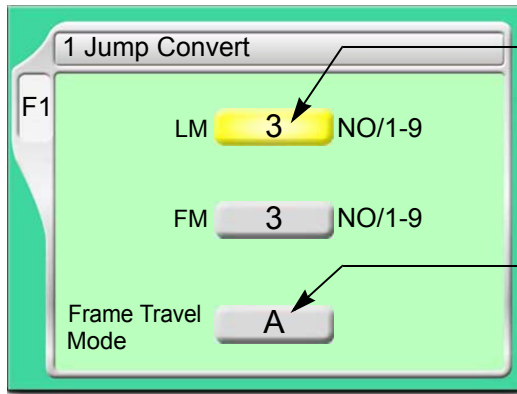 1 Jump Convert
F1
LM 3 NO/1-9
FM 3 NO/1-9
Frame Travel
Mode A